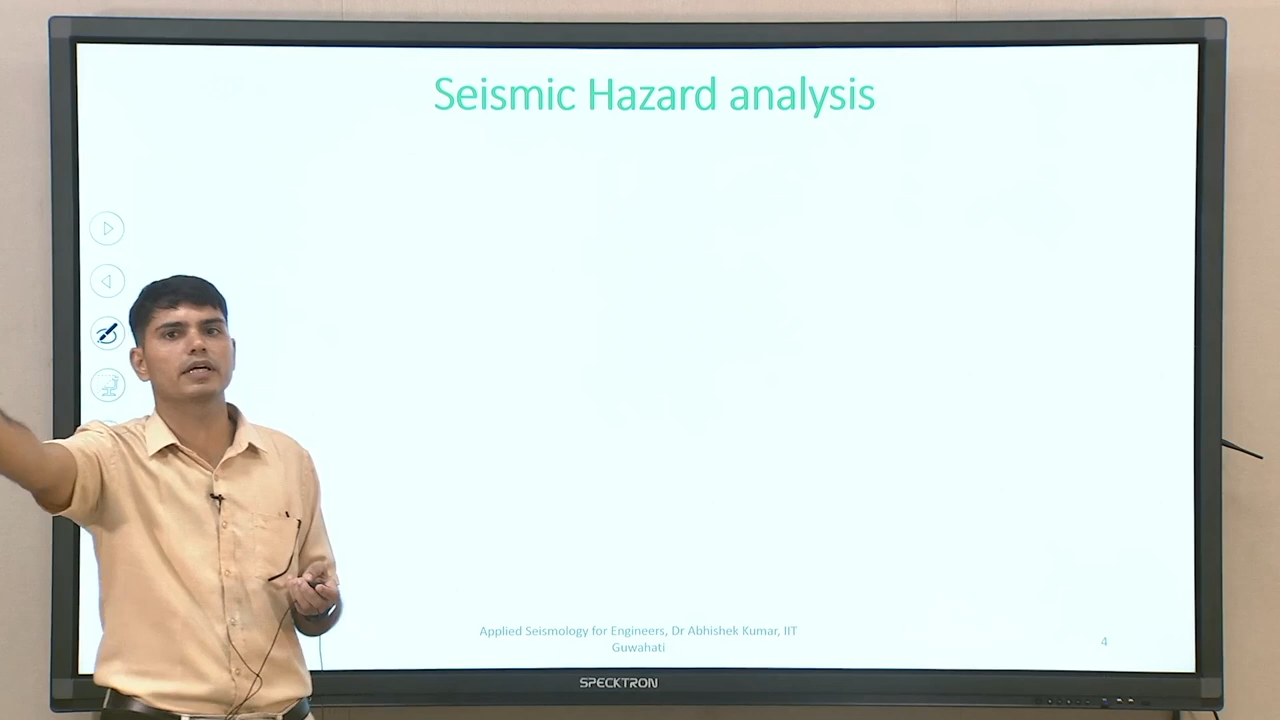 Seismic Hazard analysis
Applied Seismology for Engineers, Dr Abhishek Kumar, IIT
Guwahati
4
SPECKTRON